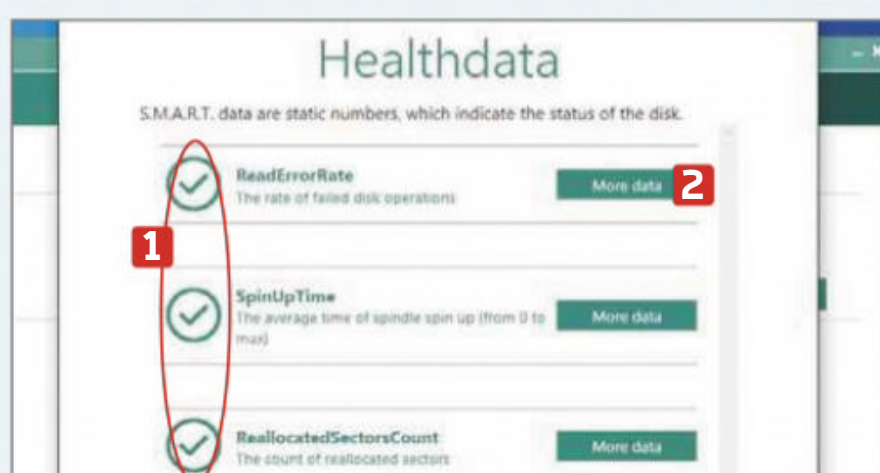 Healthdata
S.M.A.R.T. data are static numbers, which indicate the status of the disk.
ReadErrorRate
The rate of failed disk operations
More data
2
1
SpinUpTime
The average time of spindle spin up (from 0 to
max)
More data
ReallocatedSectorsCount
The count of reallocated sectors
More data